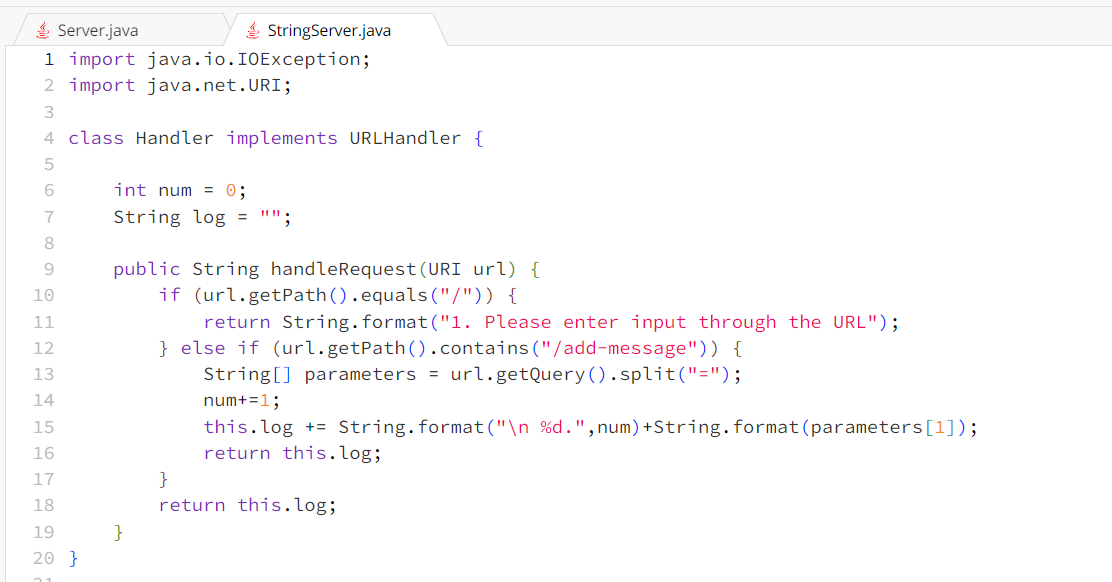 Server.java
StringServer.java
1 import java.io.IOException;
2 import java.net.URI;
3
4 class Handler implements URLHandler {
5
6     int num = 0;
7     String log = "";
8
9     public String handleRequest(URI url) {
10         if (url.getPath().equals("/")) {
11             return String.format("1. Please enter input through the URL");
12         } else if (url.getPath().contains("/add-message")) {
13             String[] parameters = url.getQuery().split("=");
14             num+=1;
15             this.log += String.format("\n %d.",num)+String.format(parameters[1]);
16             return this.log;
17         }
18         return this.log;
19     }
20 }